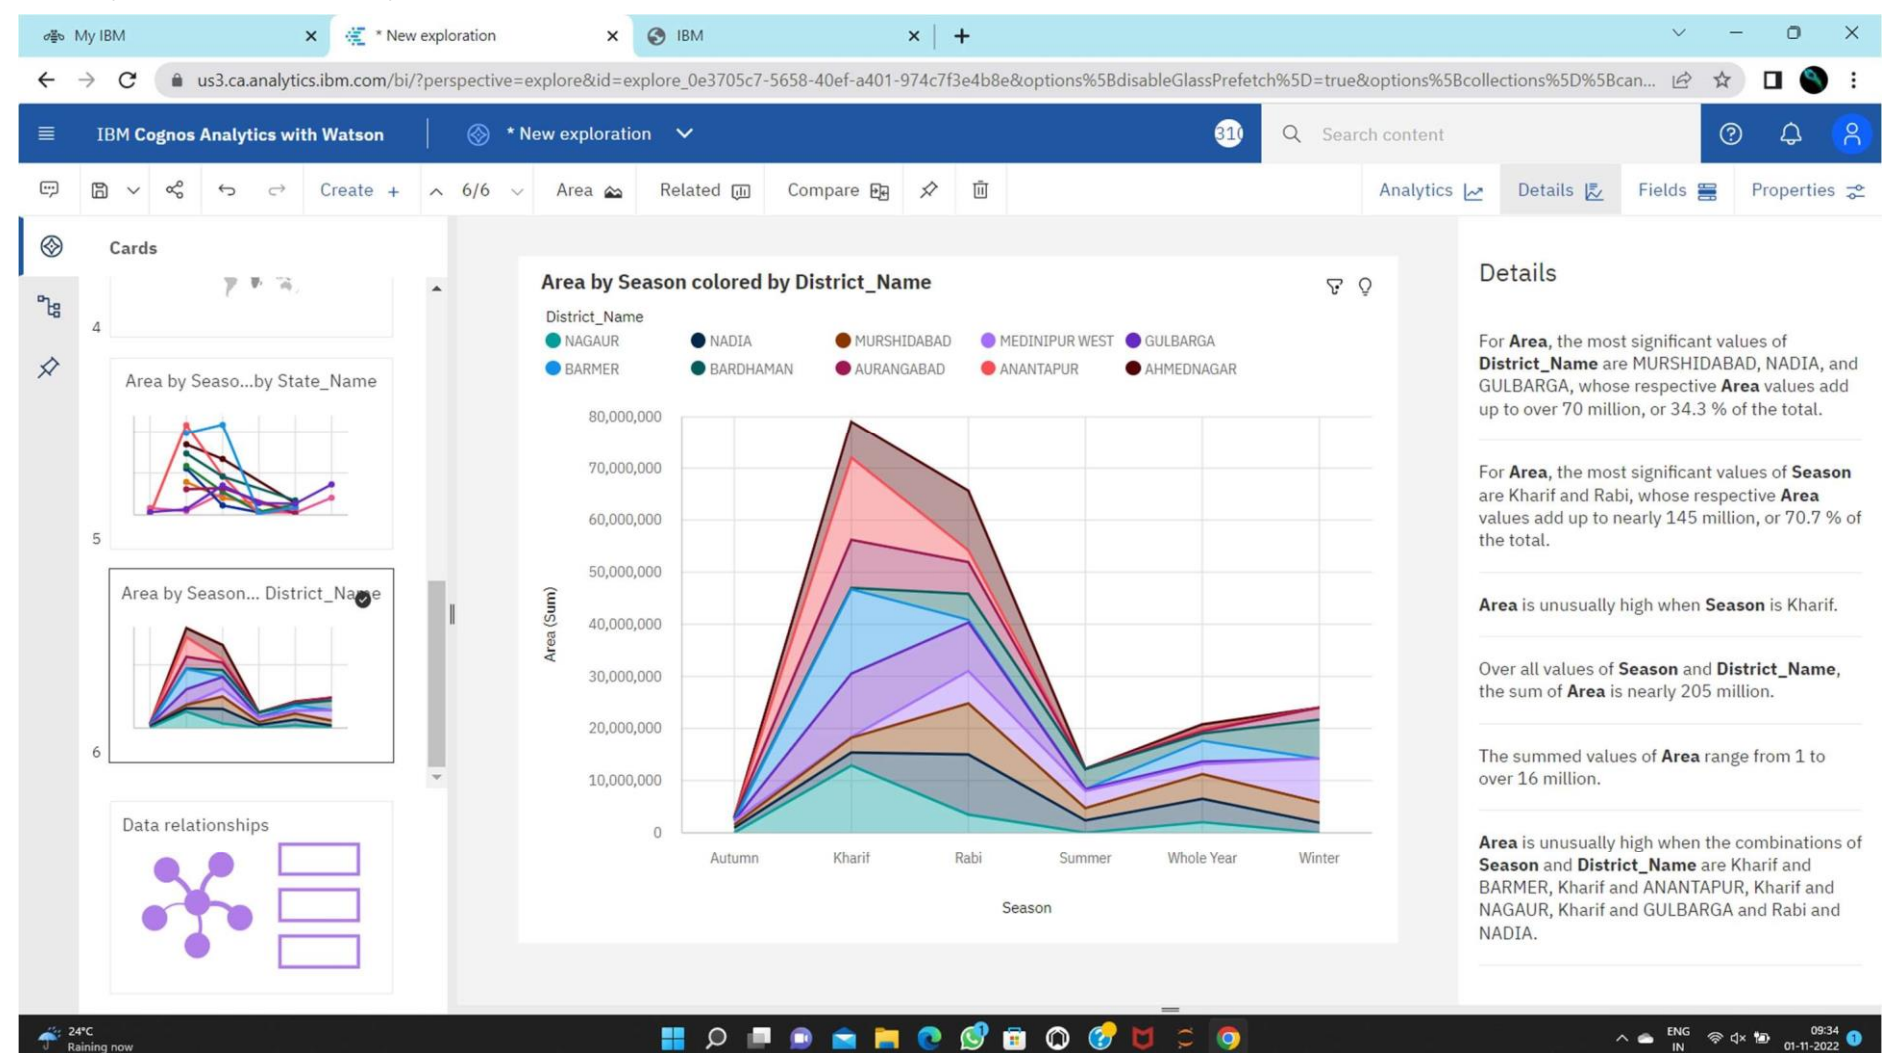 My IBM
* New exploration
IBM
us3.ca.analytics.ibm.com/bi/?perspective=explore&id=explore_0e3705c7-5658-40ef-a401-974c7f3e4b8e&options%5BdisableGlassPrefetch%5D=true&options%5Bcollections%5D%5Bcan...
IBM Cognos Analytics with Watson
* New exploration
310
Search content
Create +
6/6
Area
Related
Compare
Analytics
Details
Fields
Properties
Cards
4
Area by Seaso...by State_Name
5
Area by Season... District_Name
6
Data relationships
Area by Season colored by District_Name
District_Name
NAGAUR NADIA MURSHIDABAD MEDINIPUR WEST GULBARGA
BARMER BARDHAMAN AURANGABAD ANANTAPUR AHMEDNAGAR
80,000,000
70,000,000
60,000,000
50,000,000
40,000,000
30,000,000
20,000,000
10,000,000
0
Area (Sum)
Autumn Kharif Rabi Summer Whole Year Winter
Season
Details
For Area, the most significant values of
District_Name are MURSHIDABAD, NADIA, and
GULBARGA, whose respective Area values add
up to over 70 million, or 34.3 % of the total.
For Area, the most significant values of Season
are Kharif and Rabi, whose respective Area
values add up to nearly 145 million, or 70.7 % of
the total.
Area is unusually high when Season is Kharif.
Over all values of Season and District_Name,
the sum of Area is nearly 205 million.
The summed values of Area range from 1 to
over 16 million.
Area is unusually high when the combinations of
Season and District_Name are Kharif and
BARMER, Kharif and ANANTAPUR, Kharif and
NAGAUR, Kharif and GULBARGA and Rabi and
NADIA.
24°C
Raining now
1
ENG
IN
09:34
01-11-2022
1